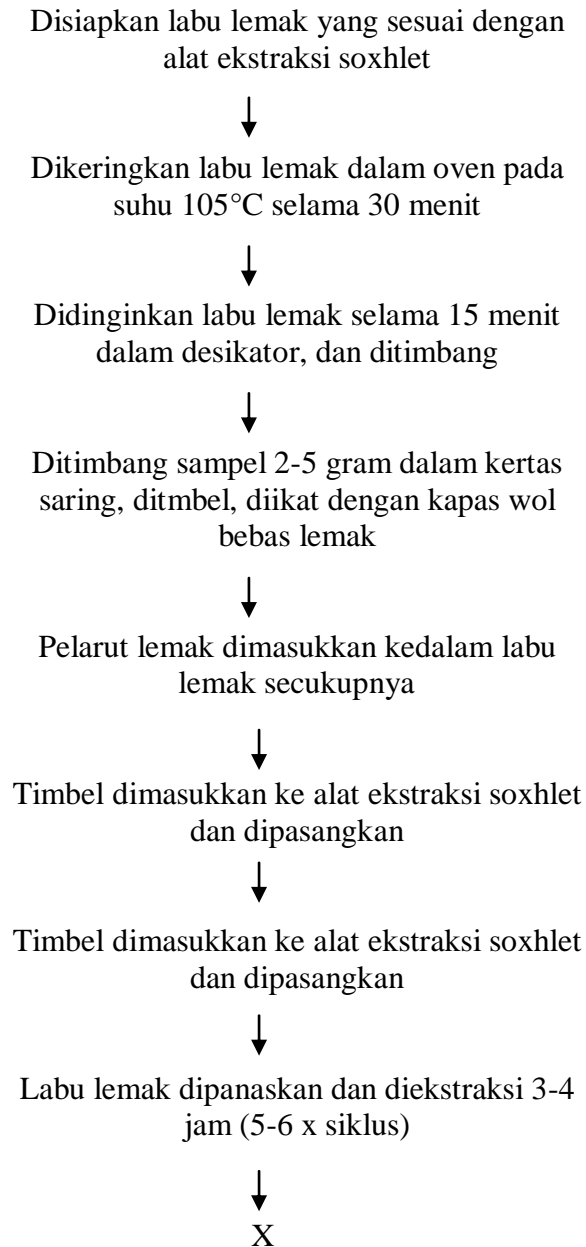 Disiapkan labu lemak yang sesuai dengan
alat ekstraksi soxhlet
Dikeringkan labu lemak dalam oven pada
suhu 105°C selama 30 menit
Didinginkan labu lemak selama 15 menit
dalam desikator, dan ditimbang
Ditimbang sampel 2-5 gram dalam kertas
saring, ditmbel, diikat dengan kapas wol
bebas lemak
Pelarut lemak dimasukkan kedalam labu
lemak secukupnya
Timbel dimasukkan ke alat ekstraksi soxhlet
dan dipasangkan
Timbel dimasukkan ke alat ekstraksi soxhlet
dan dipasangkan
Labu lemak dipanaskan dan diekstraksi 3-4
jam (5-6 x siklus)
X